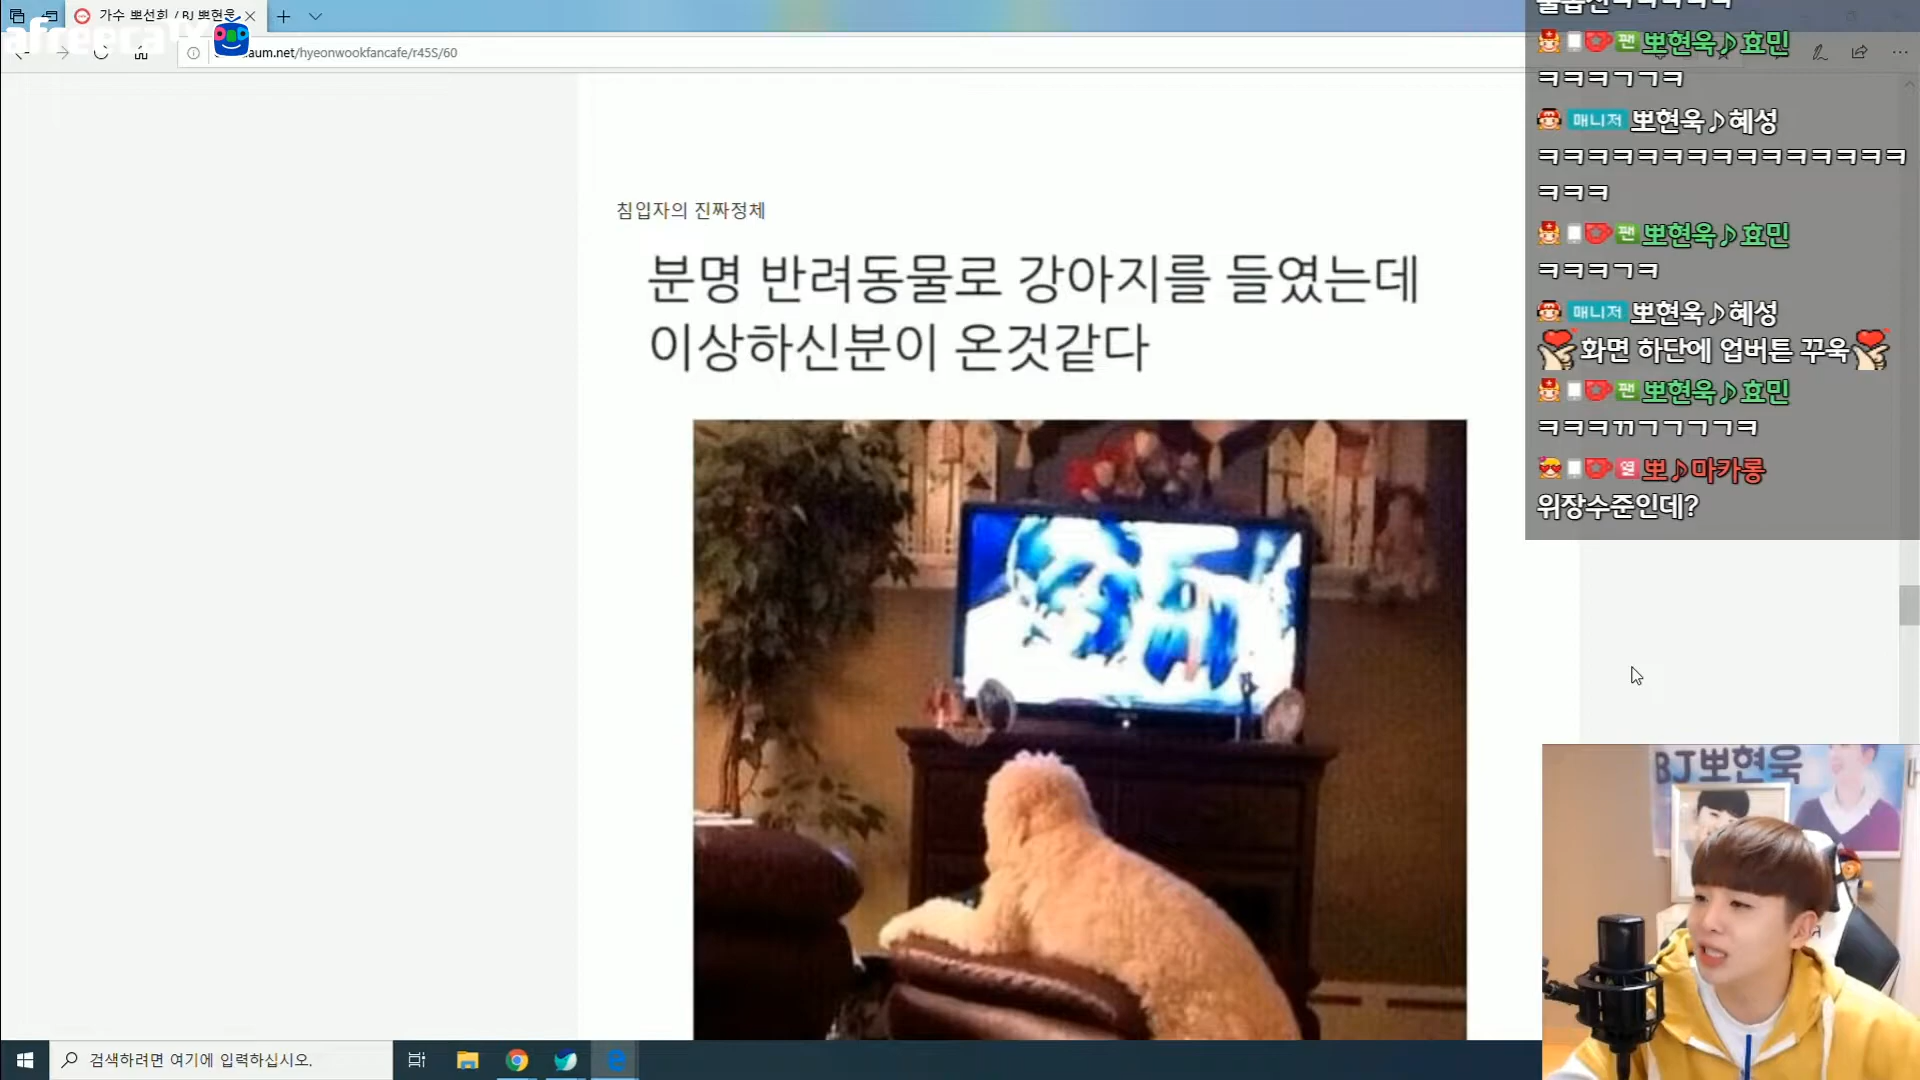 가수 뽀선회 / BJ 뽀현욱
afreecaTV
aum.net/hyeonwookfancafe/r45S/60
침입자의 진짜정체
분명 반려동물로 강아지를 들였는데
이상하신분이 온것같다
팬 뽀현욱♪효민
ㅋㅋㅋㄱㄱㅋ
매니저 뽀현욱♪혜성
ㅋㅋㅋㅋㅋㅋㅋㅋㅋㅋㅋㅋㅋㅋㅋ
ㅋㅋㅋ
팬 뽀현욱♪효민
ㅋㅋㅋㄱㅋ
매니저 뽀현욱♪혜성
화면 하단에 업버튼 꾸욱
팬 뽀현욱♪효민
ㅋㅋㅋㄲㄱㄱㄱㄱㅋ
열 뽀♪마카롱
위장수준인데?
BJ뽀현욱
검색하려면 여기에 입력하십시오.